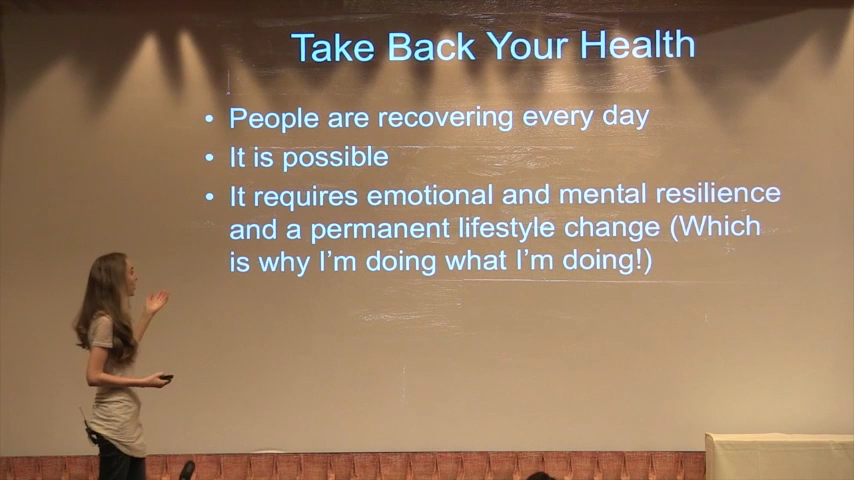 Take Back Your Health
• People are recovering every day
• It is possible
• It requires emotional and mental resilience
and a permanent lifestyle change (Which
is why I'm doing what I'm doing!)